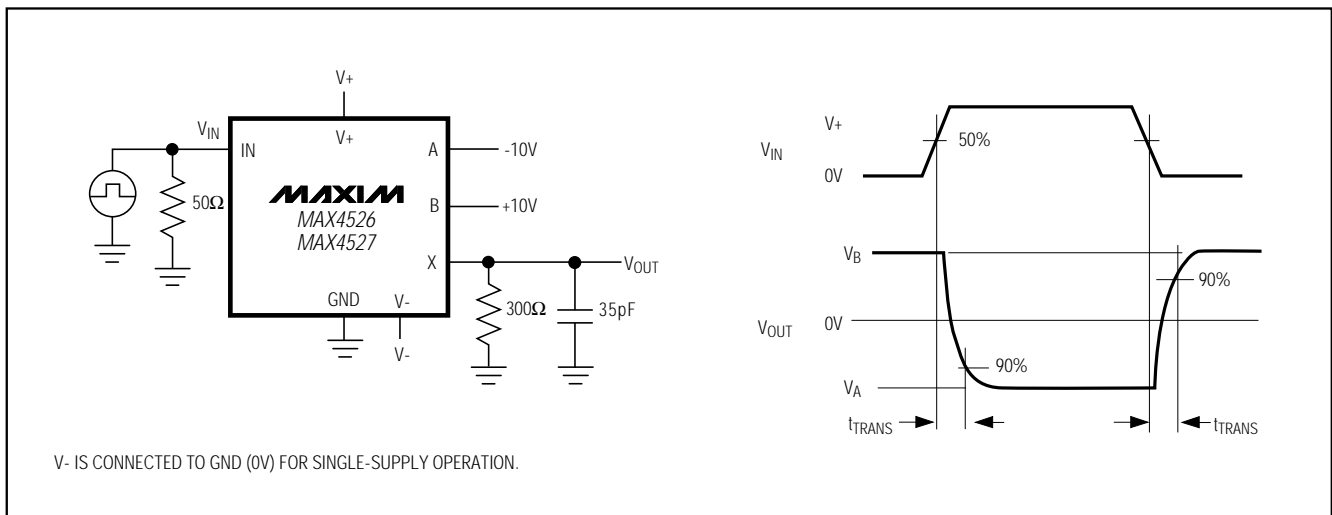 V+
V+
VIN
IN
A
-10V
50Ω
MAXIM
MAX4526
MAX4527
B
+10V
X
VOUT
GND
V-
V-
300Ω
35pF
V- IS CONNECTED TO GND (0V) FOR SINGLE-SUPPLY OPERATION.
V+
50%
VIN
0V
VB
90%
VOUT
0V
90%
VA
tTRANS
tTRANS